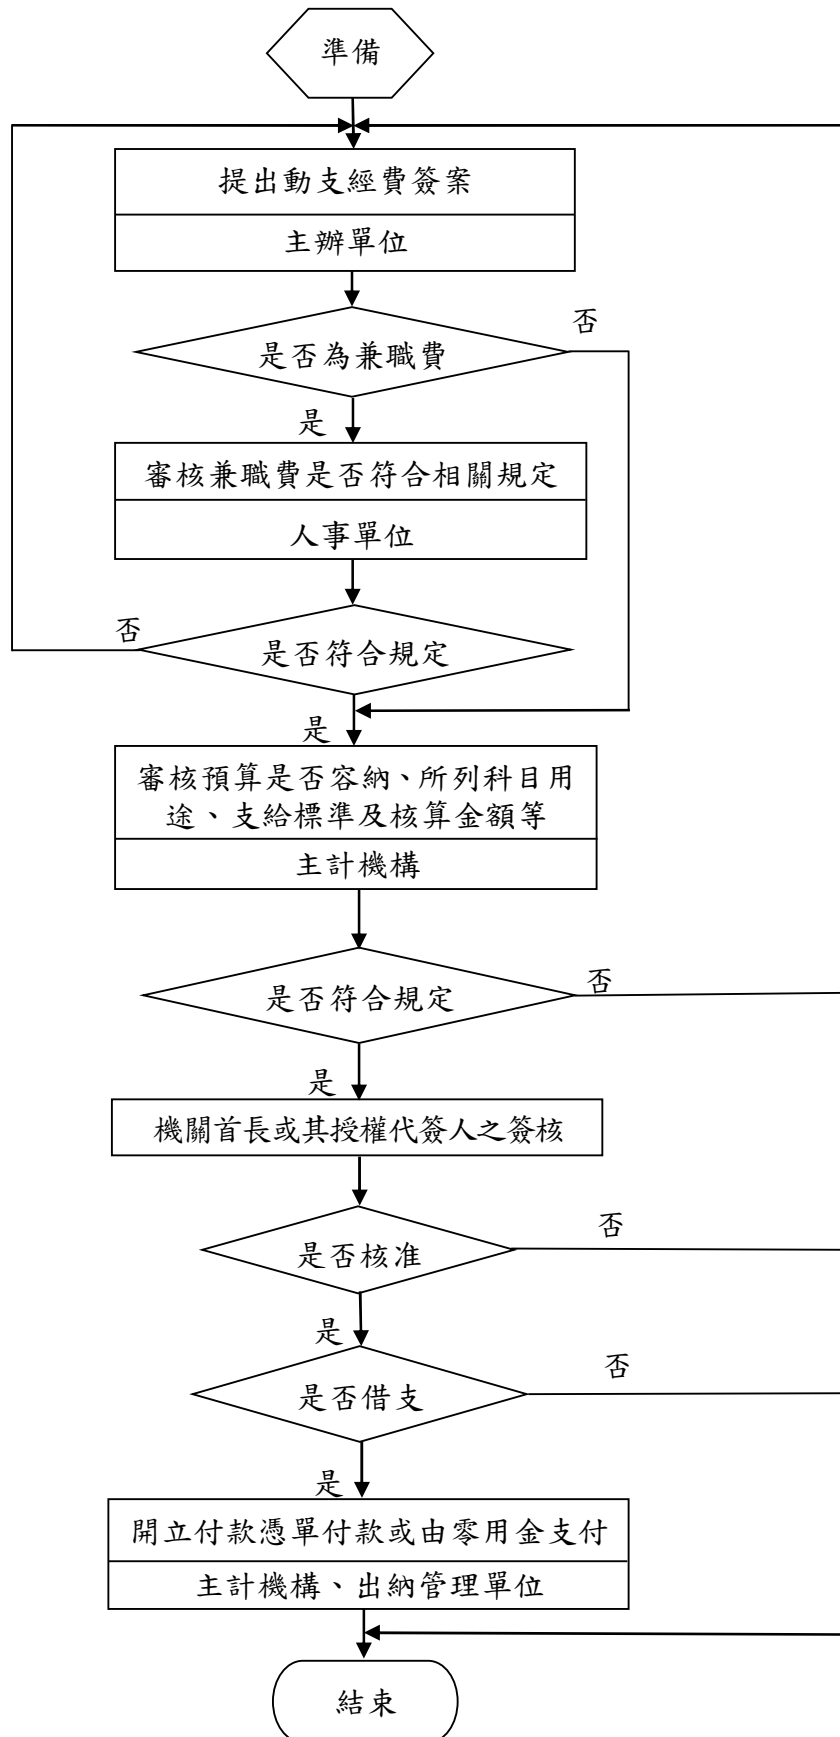 準備
提出動支經費簽案
主辦單位
是否為兼職費
否
是
審核兼職費是否符合相關規定
人事單位
是否符合規定
否
是
審核預算是否容納、所列科目用
途、支給標準及核算金額等
主計機構
是否符合規定
否
是
機關首長或其授權代簽人之簽核
是否核准
否
是
是否借支
否
是
開立付款憑單付款或由零用金支付
主計機構、出納管理單位
結束